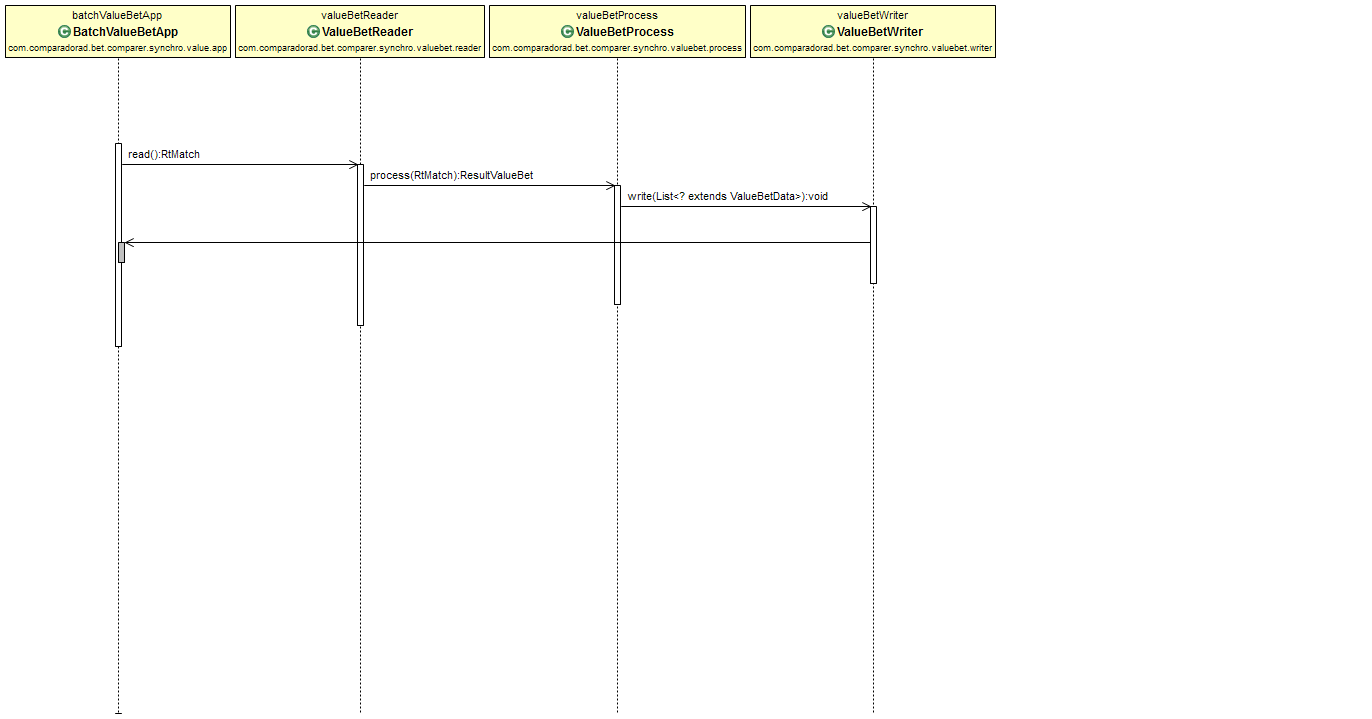 batchValueBetApp
BatchValueBetApp
com.comparadorad.bet.comparer.synchro.value.app
valueBetReader
ValueBetReader
com.comparadorad.bet.comparer.synchro.valuebet.reader
valueBetProcess
ValueBetProcess
com.comparadorad.bet.comparer.synchro.valuebet.process
valueBetWriter
ValueBetWriter
com.comparadorad.bet.comparer.synchro.valuebet.writer
read():RtMatch
process(RtMatch):ResultValueBet
write(List<? extends ValueBetData>):void